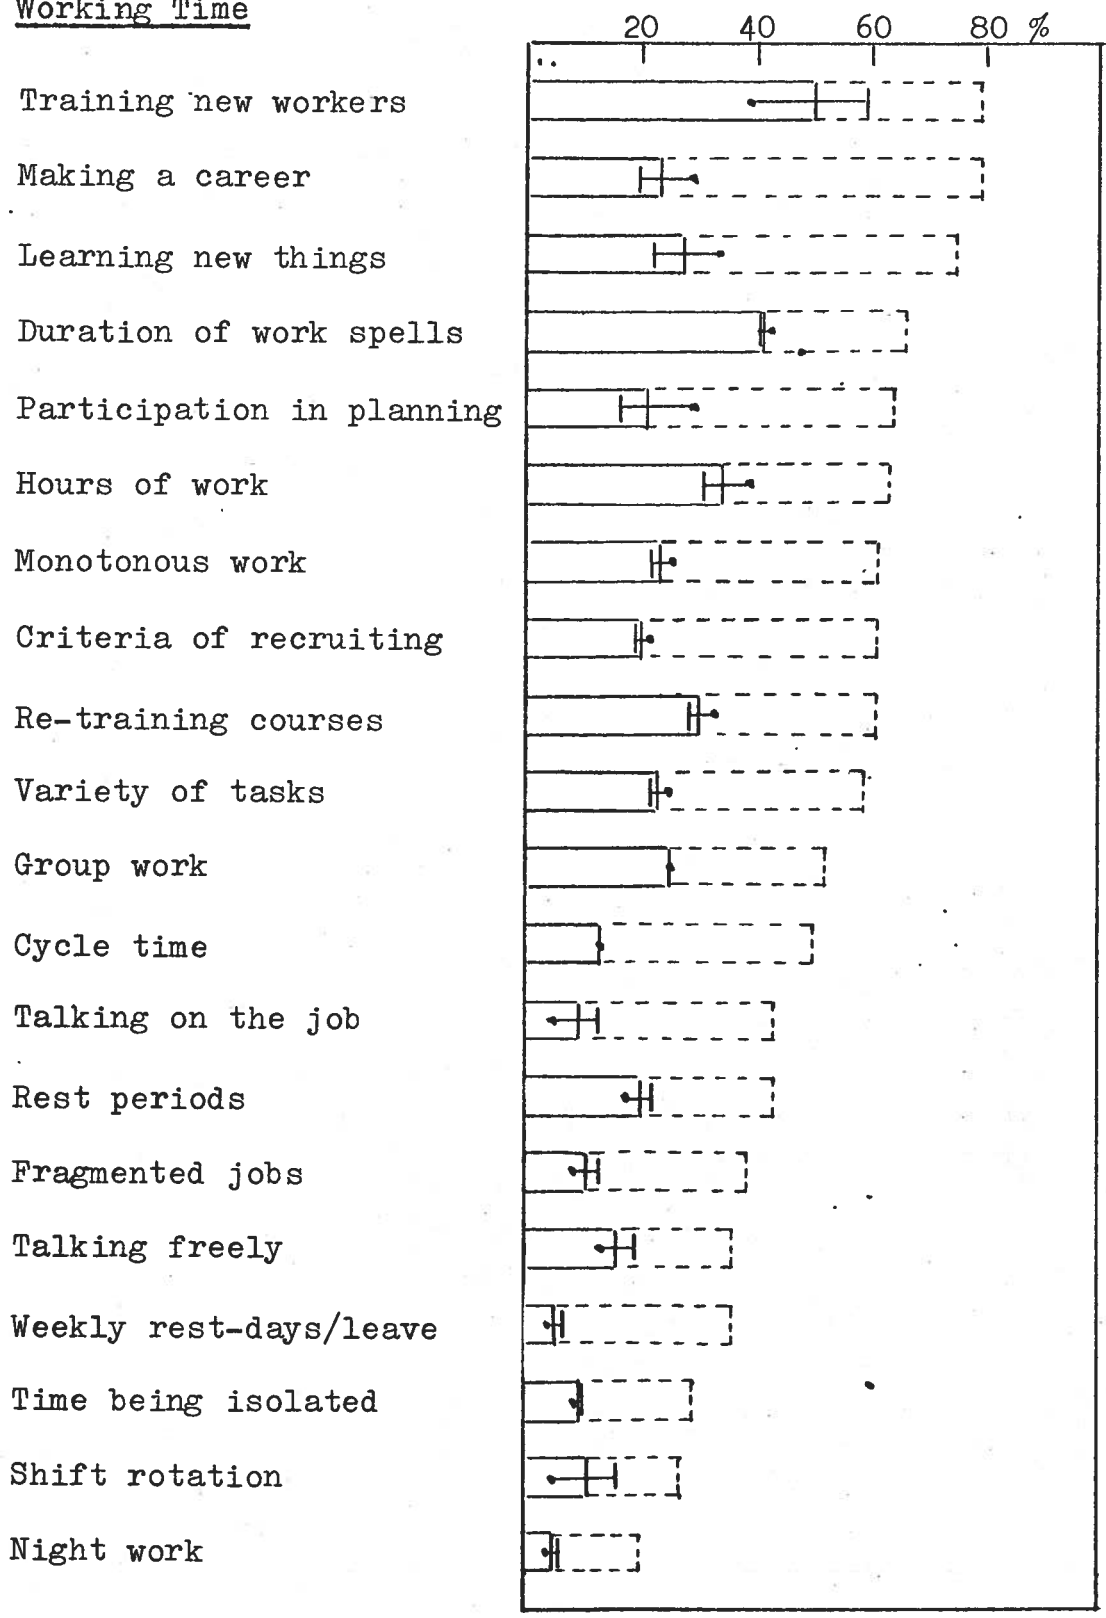 Working Time
20 40 60 80 %
Training new workers
Making a career
Learning new things
Duration of work spells
Participation in planning
Hours of work
Monotonous work
Criteria of recruiting
Re-training courses
Variety of tasks
Group work
Cycle time
Talking on the job
Rest periods
Fragmented jobs
Talking freely
Weekly rest-days/leave
Time being isolated
Shift rotation
Night work